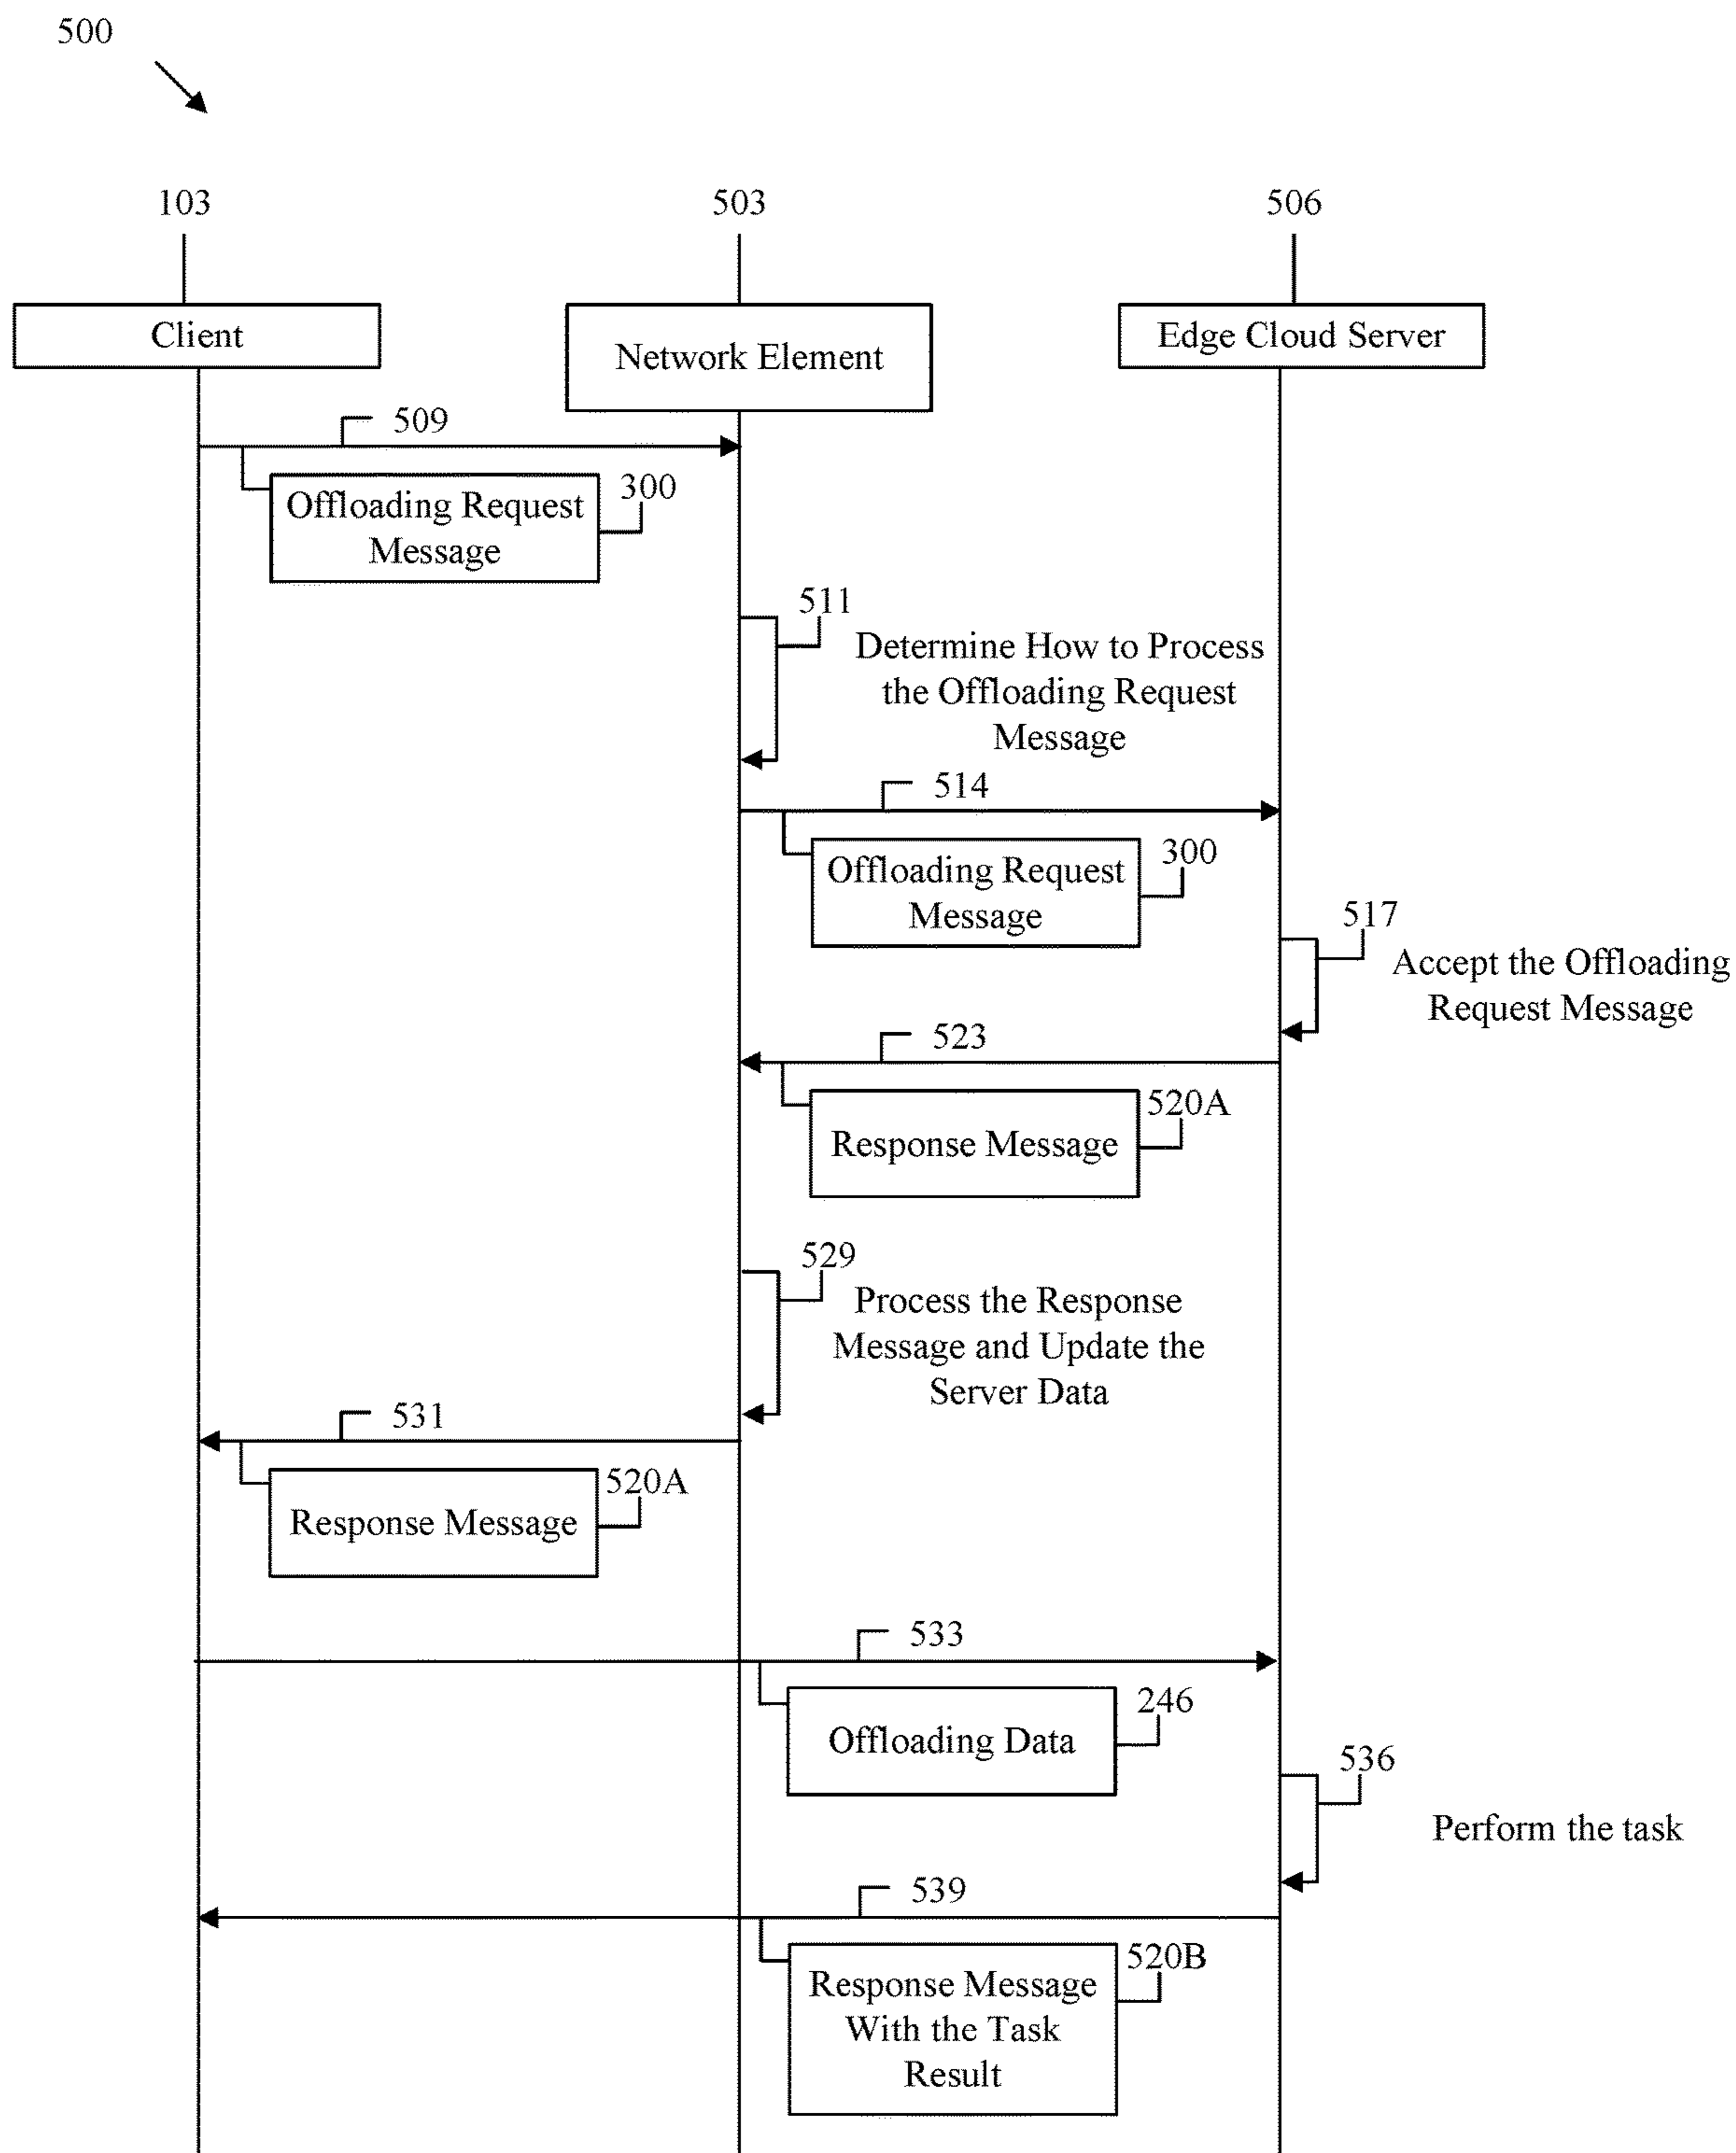 500
103
503
506
Client
Network Element
Edge Cloud Server
509
Offloading Request
Message
300
511
Determine How to Process
the Offloading Request
Message
514
Offloading Request
Message
300
517
Accept the Offloading
Request Message
523
Response Message
520A
529
Process the Response
Message and Update the
Server Data
531
Response Message
520A
533
Offloading Data
246
536
Perform the task
539
Response Message
With the Task
Result
520B